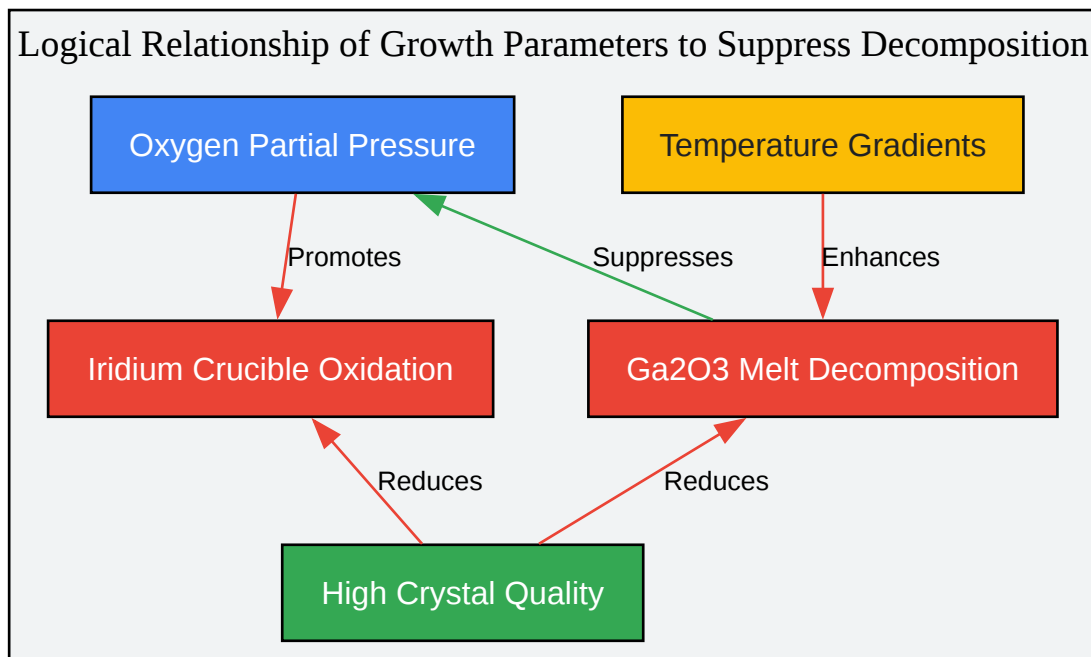 Logical Relationship of Growth Parameters to Suppress Decomposition
Oxygen Partial Pressure
Temperature Gradients
Promotes
Suppresses
Enhances
Iridium Crucible Oxidation
Ga2O3 Melt Decomposition
Reduces
Reduces
High Crystal Quality